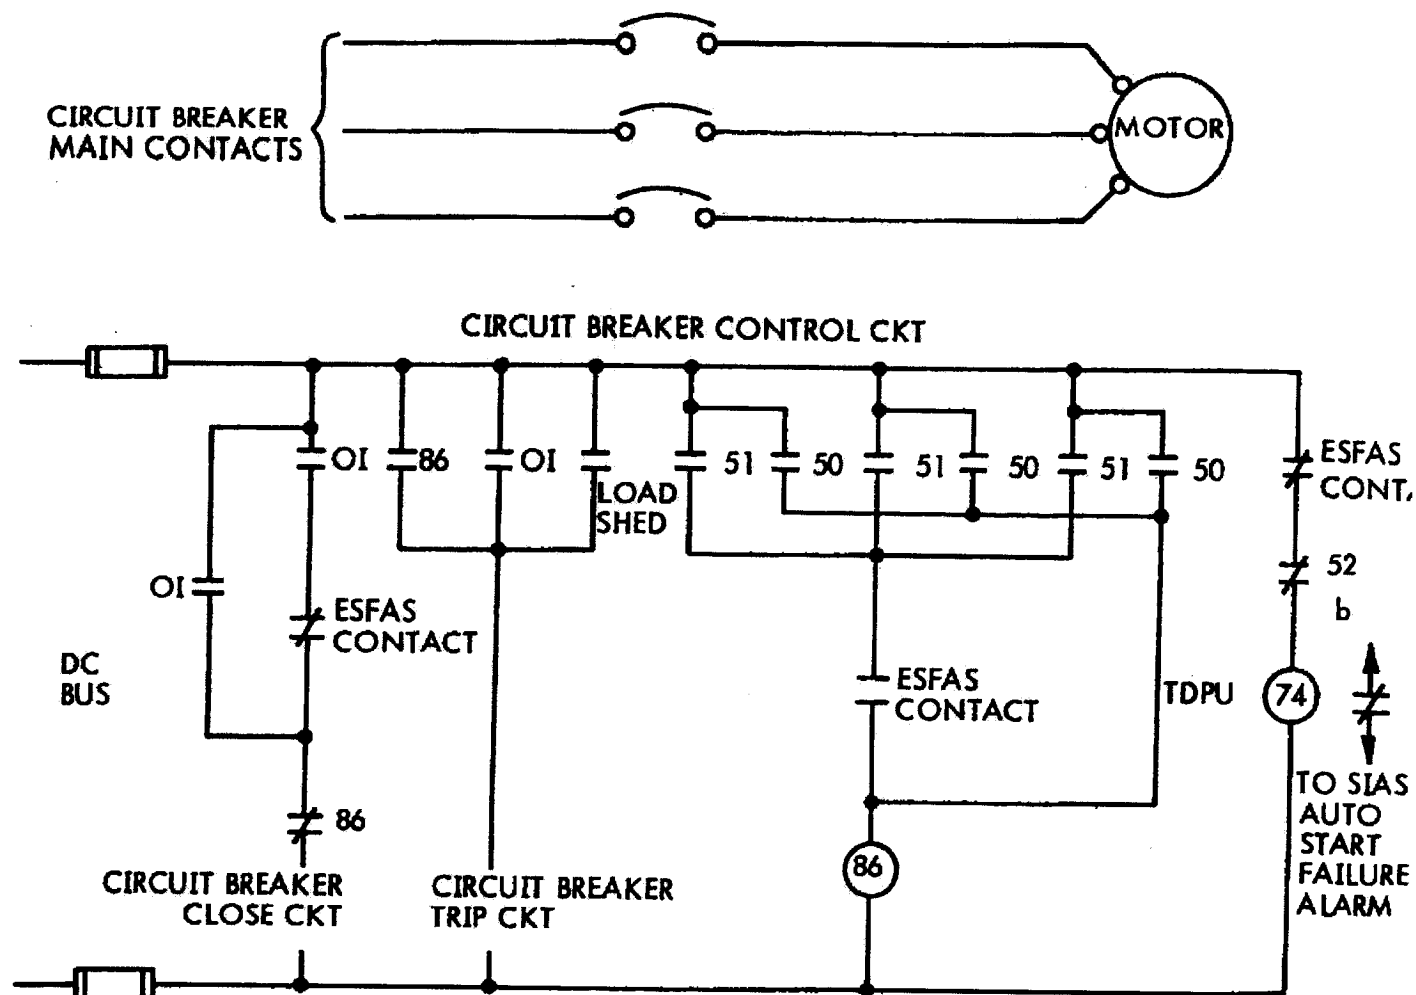 CIRCUIT BREAKER
MAIN CONTACTS
MOTOR
CIRCUIT BREAKER CONTROL CKT
OI
86
OI
LOAD
SHED
51
50
51
50
51
50
ESFAS
CONT.
OI
ESFAS
CONTACT
52
b
DC
BUS
ESFAS
CONTACT
TDPU
74
TO SIAS
AUTO
START
FAILURE
ALARM
86
86
CIRCUIT BREAKER
CLOSE CKT
CIRCUIT BREAKER
TRIP CKT